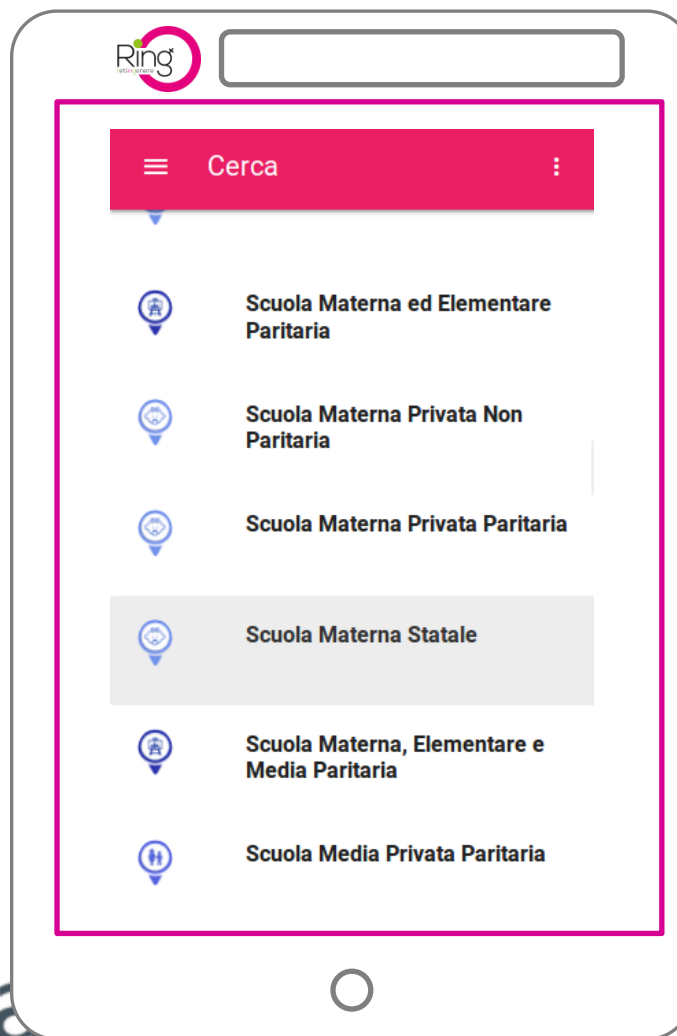 Ring
Cerca
Scuola Materna ed Elementare
Paritaria
Scuola Materna Privata Non
Paritaria
Scuola Materna Privata Paritaria
Scuola Materna Statale
Scuola Materna, Elementare e
Media Paritaria
Scuola Media Privata Paritaria